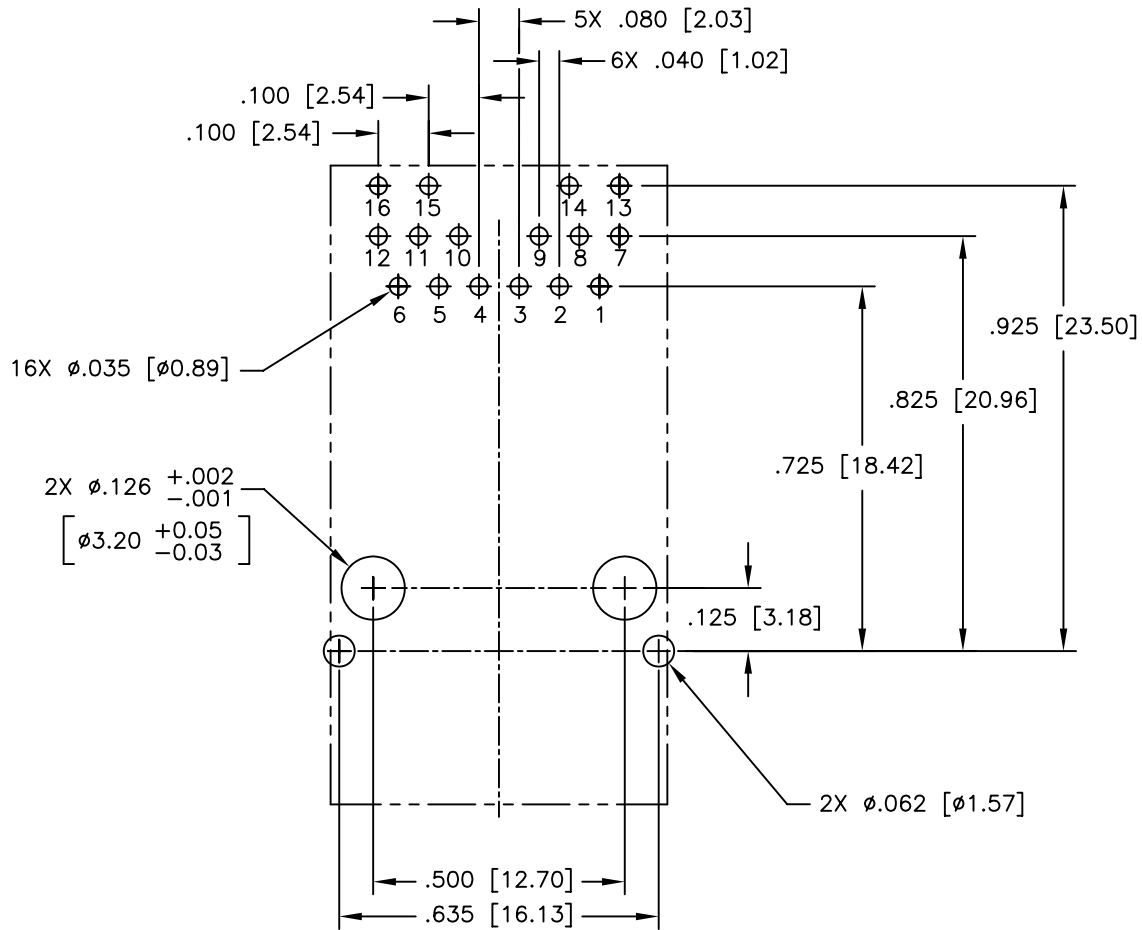 5X .080 [2.03]
6X .040 [1.02]
.100 [2.54]
.100 [2.54]
16 15 14 13
12 11 10 9 8 7
6 5 4 3 2 1
.925 [23.50]
16X ø.035 [ø0.89]
.825 [20.96]
.725 [18.42]
2X ø.126 +.002
-.001
[ø3.20 +0.05
-0.03]
.125 [3.18]
2X ø.062 [ø1.57]
.500 [12.70]
.635 [16.13]